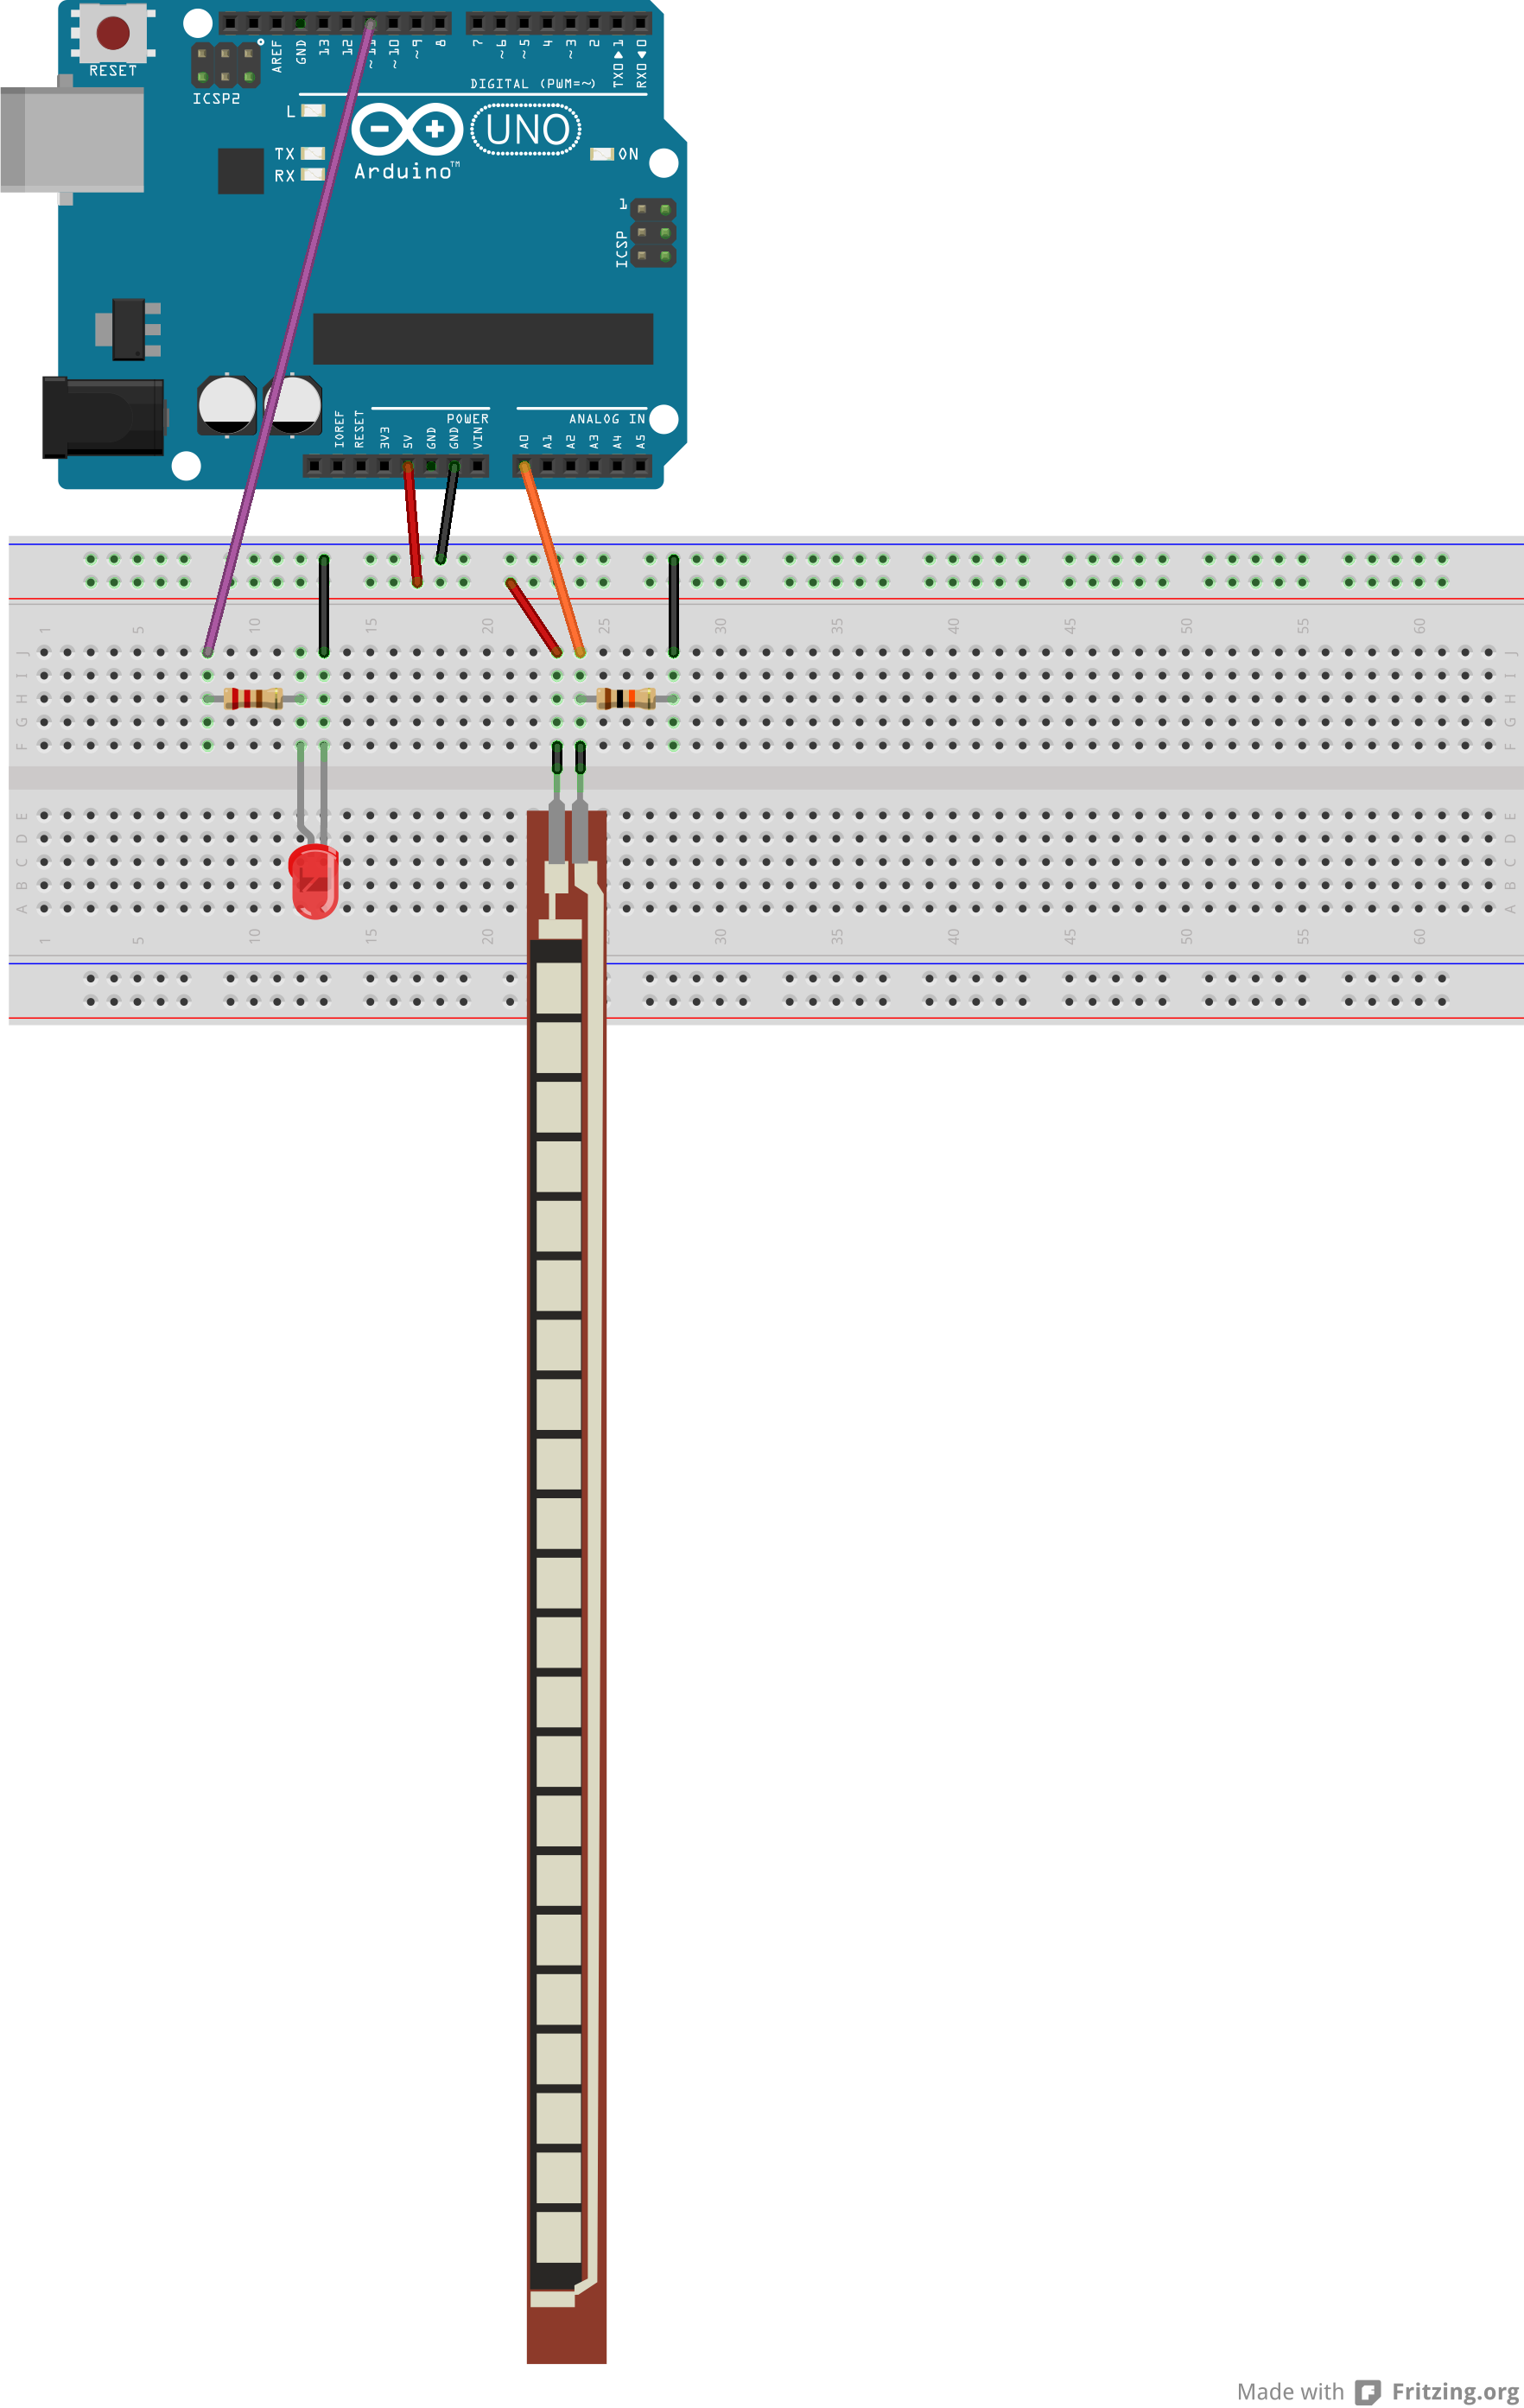 RESET
ICSP2
AREF
GND
13
12
~11
~10
~9
8
7
~6
~5
4
~3
2
TX0▶1
RX0◀0
DIGITAL (PWM=~)
L
TX
RX
Arduino™
UNO
ON
1
ICSP
IOREF
RESET
3V3
5V
GND
GND
VIN
POWER
A0
A1
A2
A3
A4
A5
ANALOG IN
1 5 10 15 20 25 30 35 40 45 50 55 60
J J
I I
H H
G G
F F
E E
D D
C C
B B
A A
1 5 10 15 20 30 35 40 45 50 55 60
Made with Fritzing.org